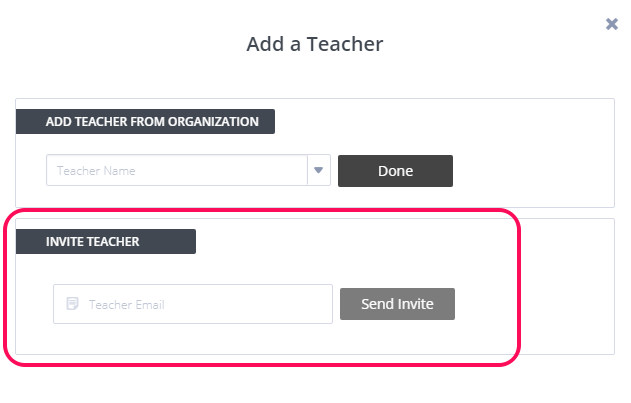 Add a Teacher
ADD TEACHER FROM ORGANIZATION
Teacher Name
Done
INVITE TEACHER
Teacher Email
Send Invite